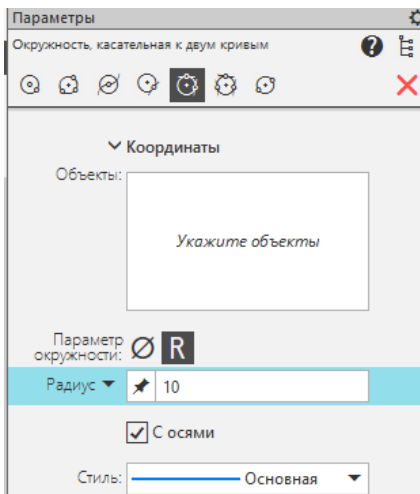 Параметры
Окружность, касательная к двум кривым
?
Координаты
Объекты:
Укажите объекты
Параметр
окружности: Ø R
Радиус 10
С осями
Стиль: Основная